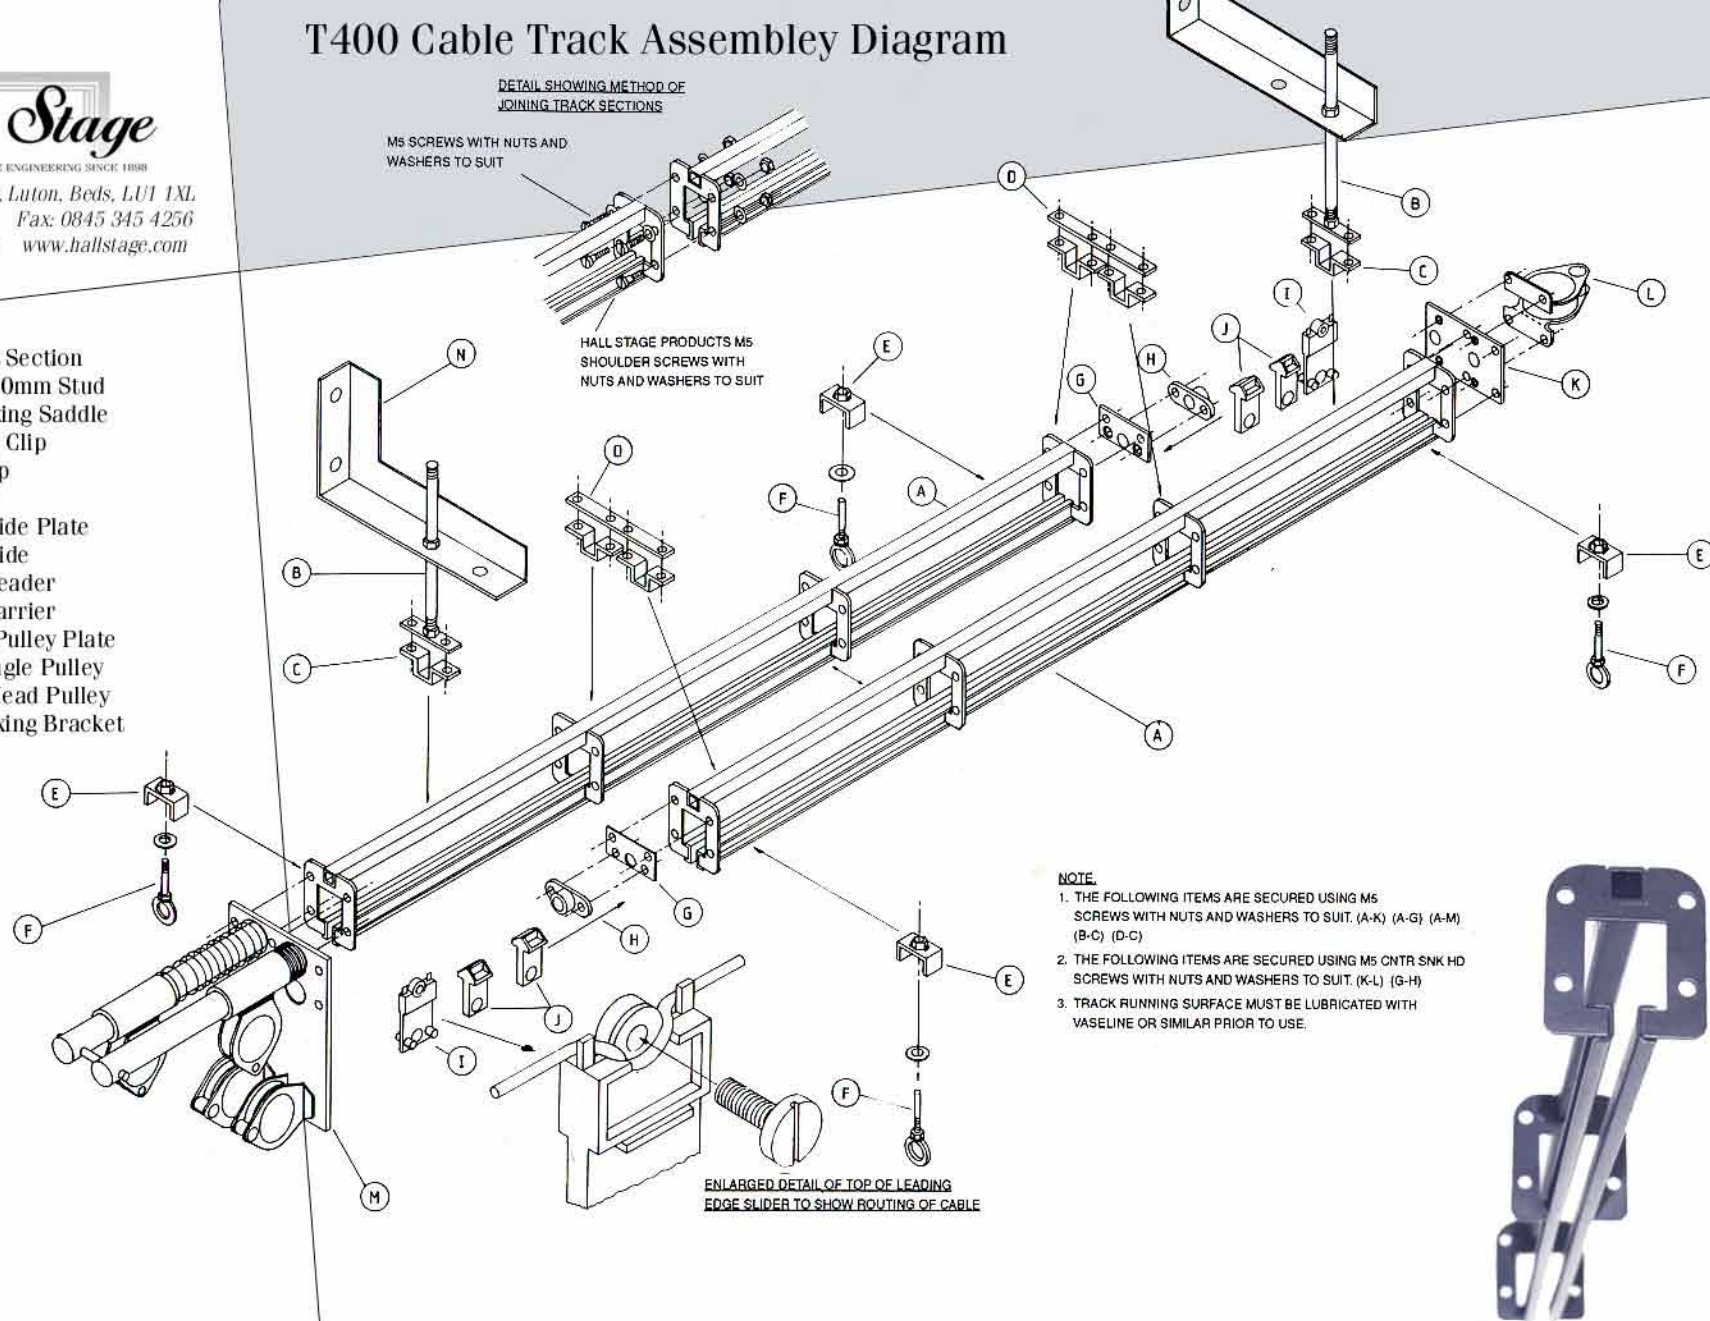 T400 Cable Track Assembley Diagram
DETAIL SHOWING METHOD OF
JOINING TRACK SECTIONS
M5 SCREWS WITH NUTS AND
WASHERS TO SUIT
HALL STAGE PRODUCTS M5
SHOULDER SCREWS WITH
NUTS AND WASHERS TO SUIT
Stage
ENGINEERING SINCE 1898
, Luton, Beds, LU1 1XL
Fax: 0845 345 4256
www.hallstage.com
Section
0mm Stud
ing Saddle
Clip
p
ide Plate
ide
eader
arrier
Pulley Plate
gle Pulley
ead Pulley
xing Bracket
D
B
C
I
L
J
E
N
H
G
K
D
F
A
B
E
C
F
A
E
G
F
H
E
J
I
F
M
NOTE.
1. THE FOLLOWING ITEMS ARE SECURED USING M5
SCREWS WITH NUTS AND WASHERS TO SUIT. (A-K) (A-G) (A-M)
(B-C) (D-C)
2. THE FOLLOWING ITEMS ARE SECURED USING M5 CNTR SNK HD
SCREWS WITH NUTS AND WASHERS TO SUIT. (K-L) (G-H)
3. TRACK RUNNING SURFACE MUST BE LUBRICATED WITH
VASELINE OR SIMILAR PRIOR TO USE.
ENLARGED DETAIL OF TOP OF LEADING
EDGE SLIDER TO SHOW ROUTING OF CABLE